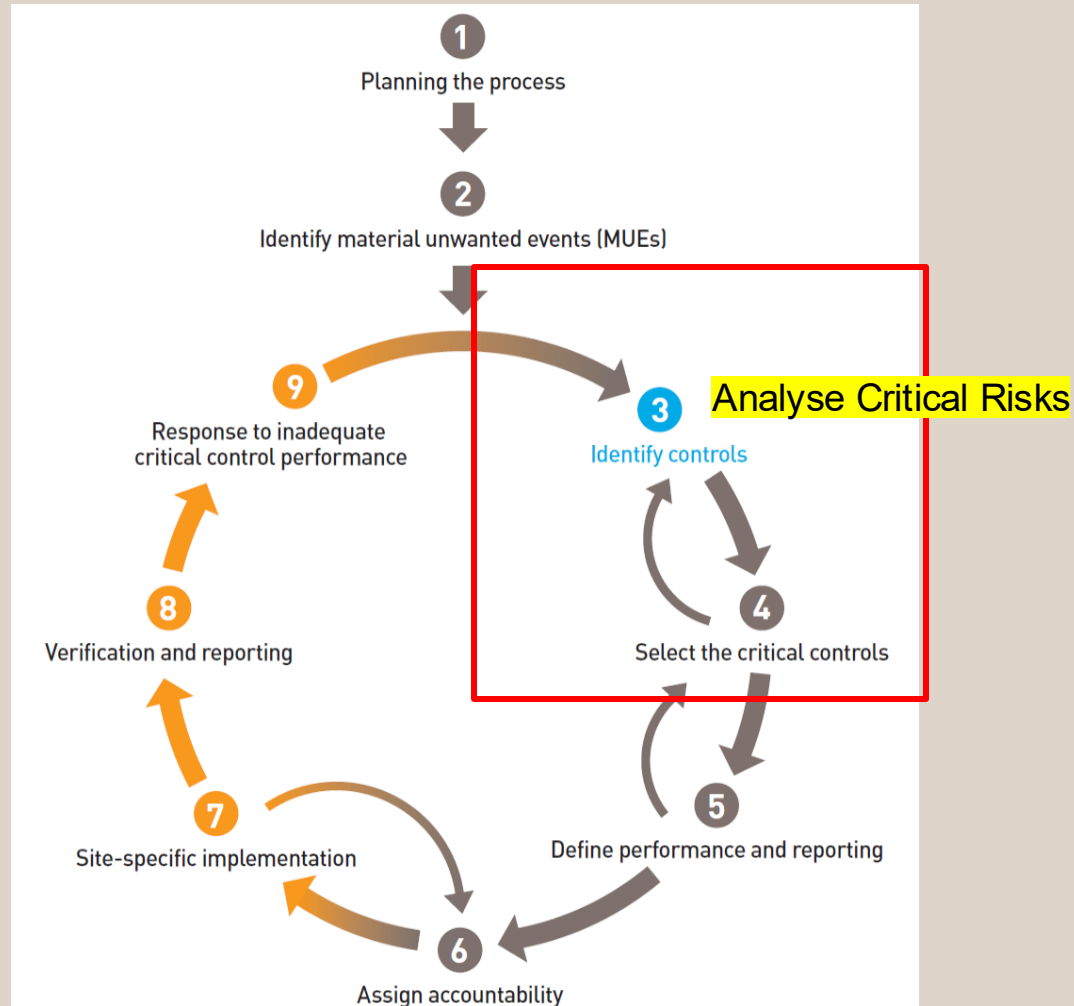 1
Planning the process
2
Identify material unwanted events (MUEs)
9
Response to inadequate
critical control performance
3
Analyse Critical Risks
Identify controls
8
Verification and reporting
4
Select the critical controls
7
Site-specific implementation
5
Define performance and reporting
6
Assign accountability